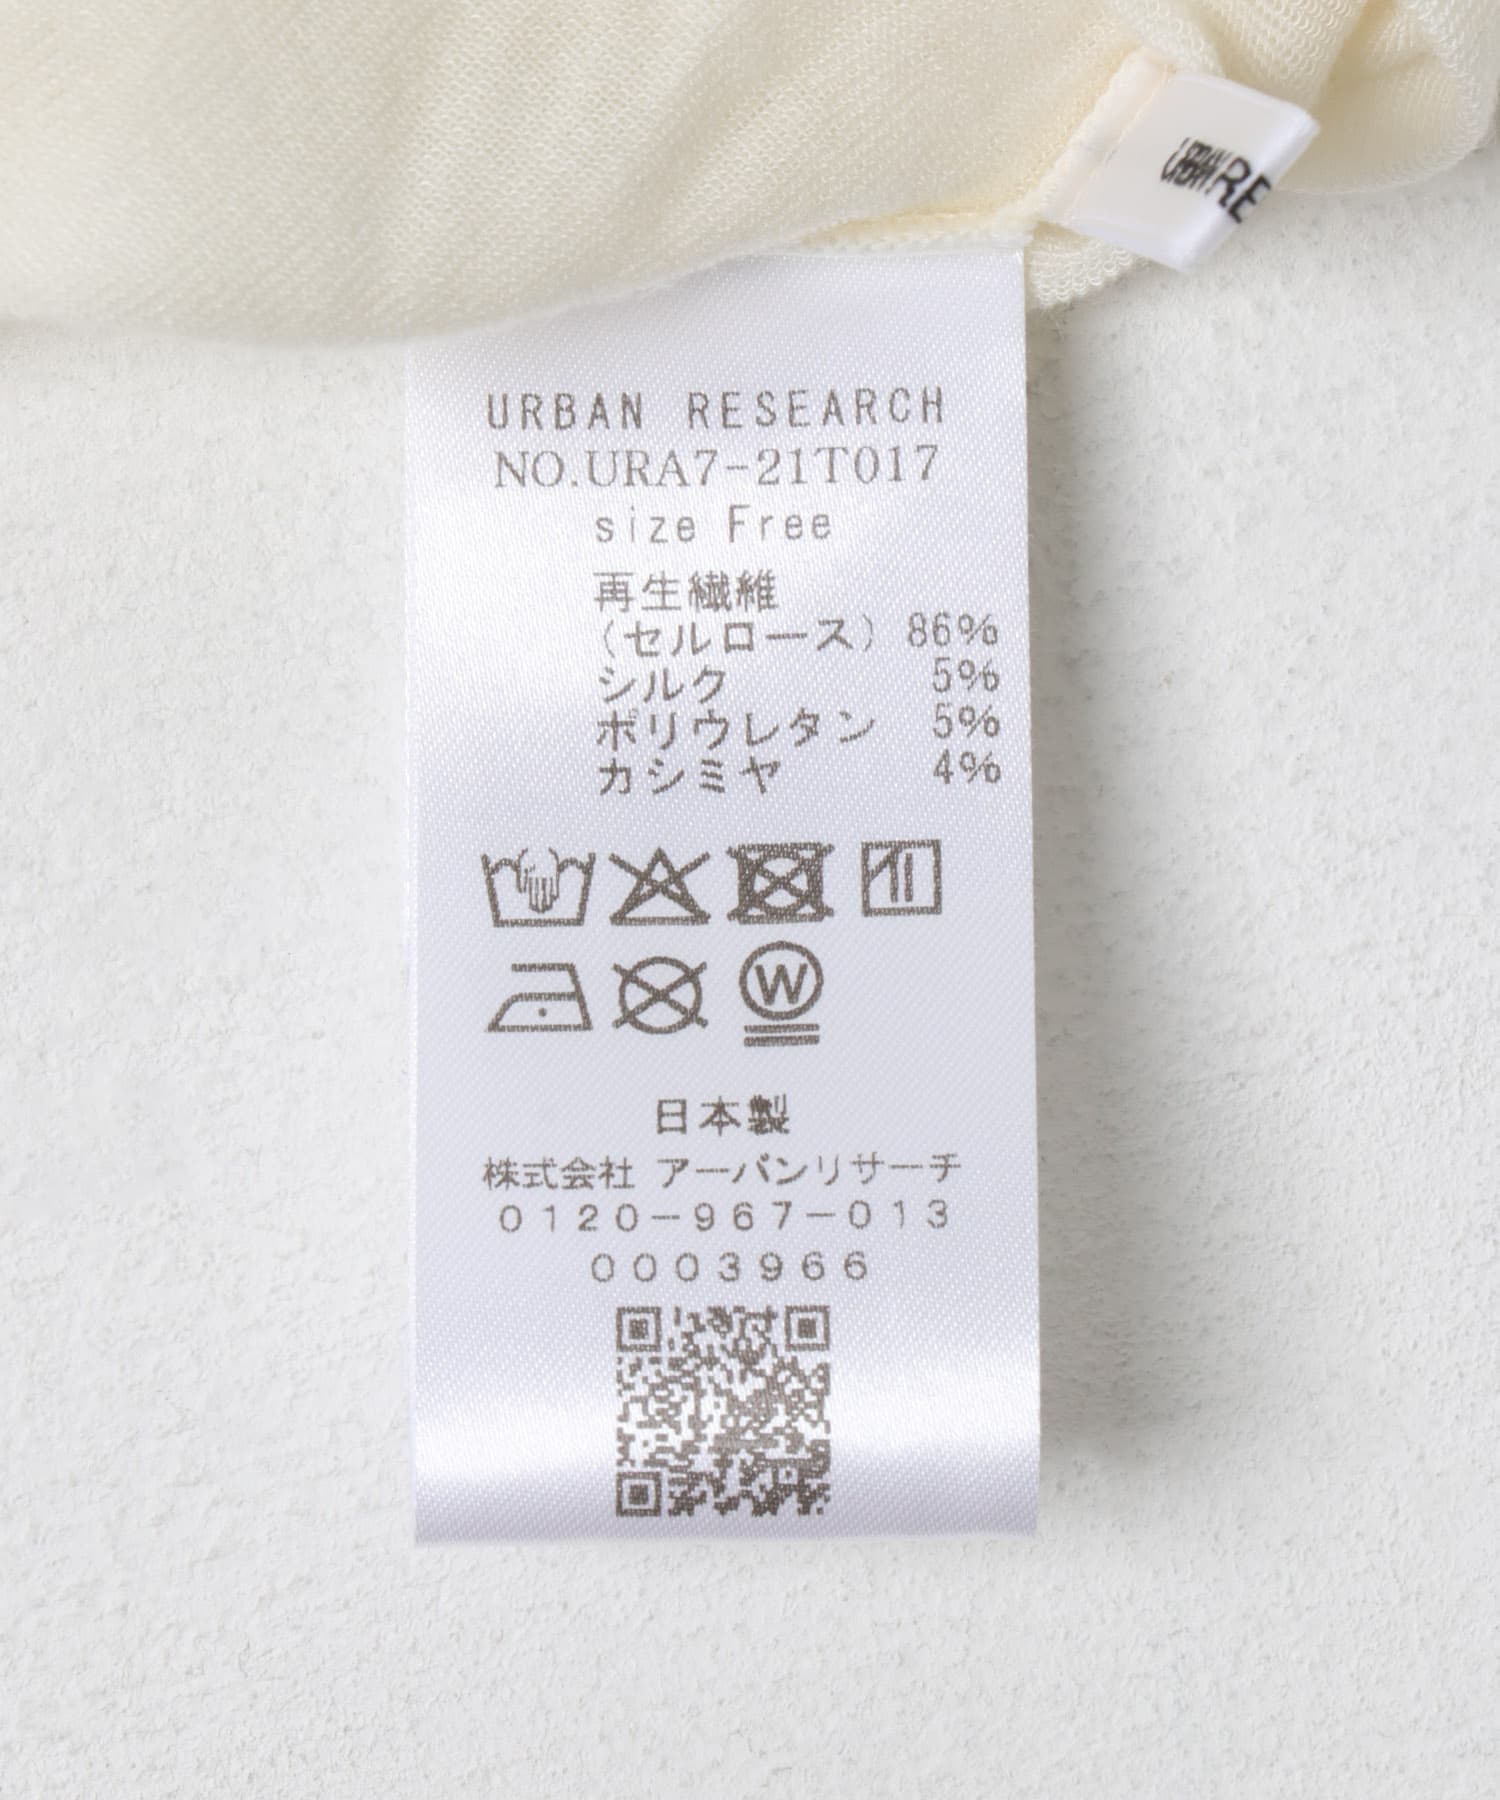 RE
URBAN RESEARCH
NO.URA7-21T017
size Free
再生繊維
(セルロース) 86%
シルク 5%
ポリウレタン 5%
カシミヤ 4%
W
日本製
株式会社 アーバンリサーチ
0120-967-013
0003966